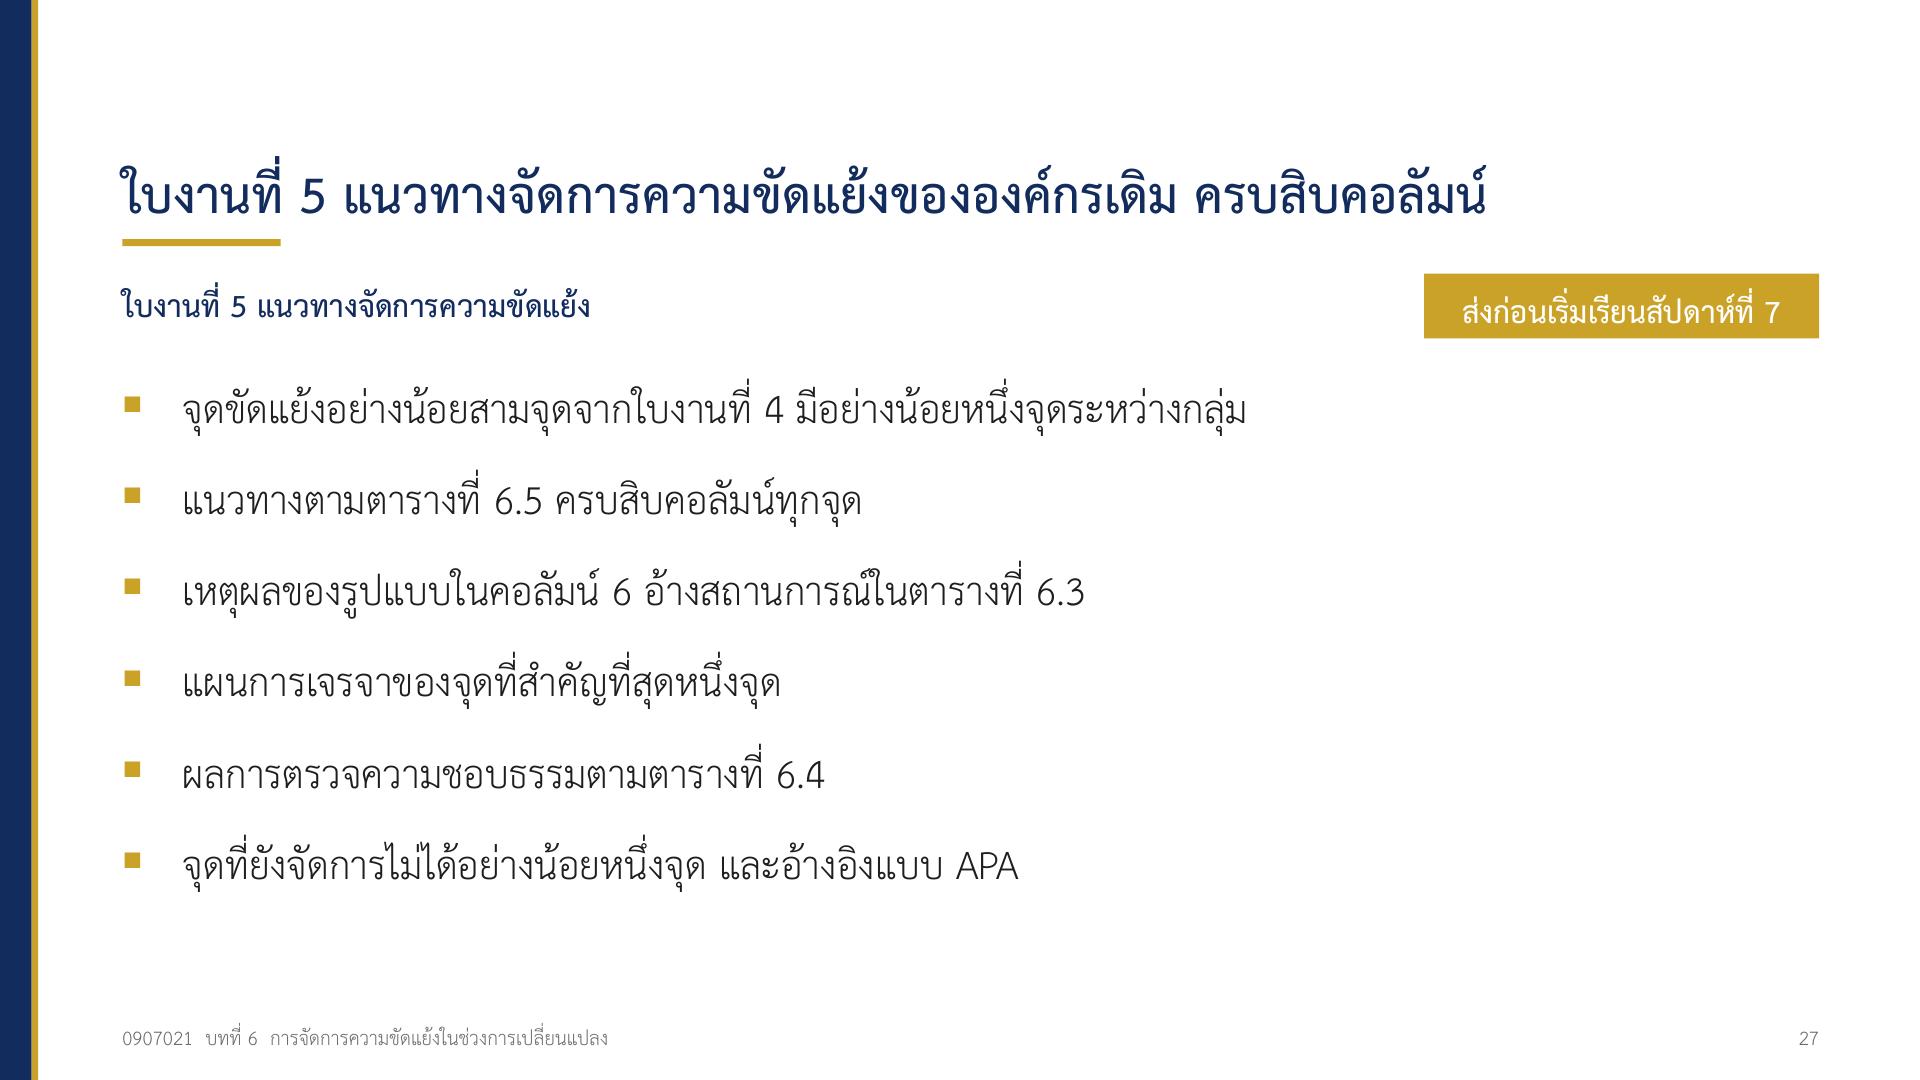 ใบงานที่ 5 แนวทางจัดการความขัดแย้งขององค์กรเดิม ครบสิบคอลัมน์
ใบงานที่ 5 แนวทางจัดการความขัดแย้ง
ส่งก่อนเริ่มเรียนสัปดาห์ที่ 7
จุดขัดแย้งอย่างน้อยสามจุดจากใบงานที่ 4 มีอย่างน้อยหนึ่งจุดระหว่างกลุ่ม
แนวทางตามตารางที่ 6.5 ครบสิบคอลัมน์ทุกจุด
เหตุผลของรูปแบบในคอลัมน์ 6 อ้างสถานการณ์ในตารางที่ 6.3
แผนการเจรจาของจุดที่สำคัญที่สุดหนึ่งจุด
ผลการตรวจความชอบธรรมตามตารางที่ 6.4
จุดที่ยังจัดการไม่ได้อย่างน้อยหนึ่งจุด และอ้างอิงแบบ APA
0907021 บทที่ 6 การจัดการความขัดแย้งในช่วงการเปลี่ยนแปลง
27